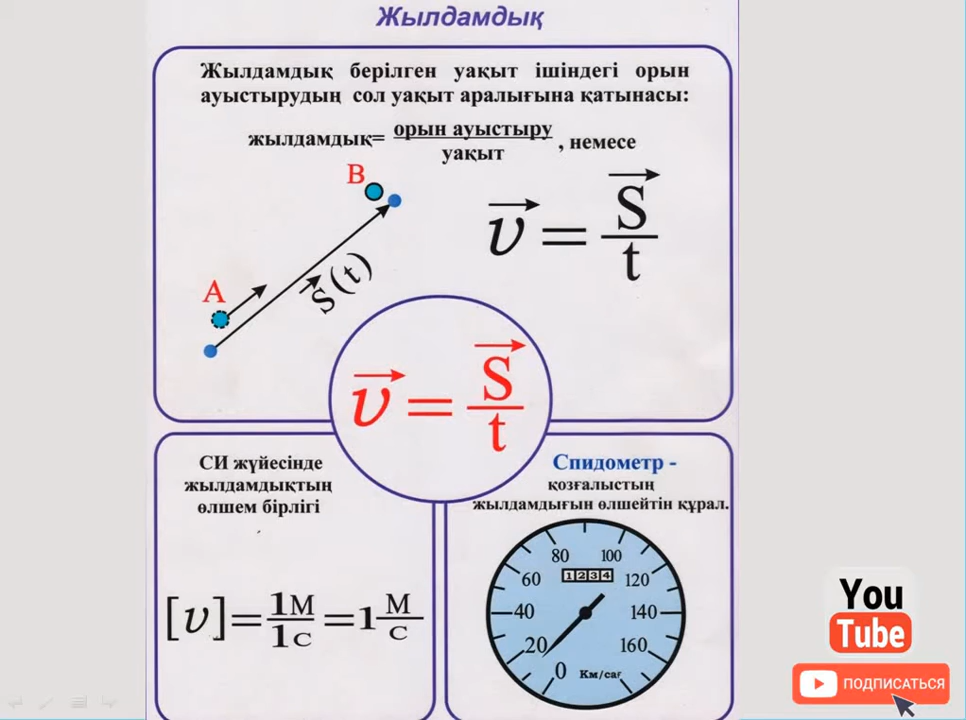 Жылдамдық
Жылдамдық берілген уақыт ішіндегі орын
ауыстырудың сол уақыт аралығына қатынасы:
жылдамдық= орын ауыстыру / уақыт , немесе
B
v = S / t
A
S(t)
v = S / t
СИ жүйесінде
жылдамдықтың
өлшем бірлігі
[v]=1м/1с=1 м/с
Спидометр -
қозғалыстың
жылдамдығын өлшейтін құрал.
80 100
1234
60 120
40 140
20 160
0 Км/сағ
You
Tube
ПОДПИСАТЬСЯ